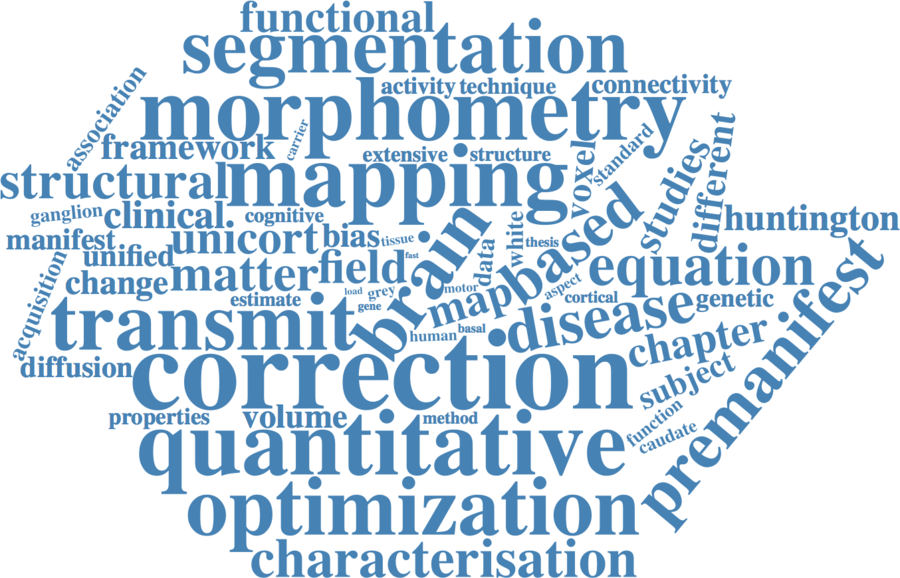 functional
segmentation
activity technique connectivity
association
morphometry
carrier
framework
extensive structure
voxel
standard
studies
different
structural
mapping
ganglion
clinical.
cognitive
huntington
manifest
unicort
bias
tissue
white
thesis
based
unified
matter
field
fast
brain
data
equation
acquisition
change
load
grey
motor
map
aspect
cortical
genetic
estimate
gene
transmit
human
basal
disease
chapter
premanifest
diffusion
correction
subject
properties
volume
method
function
caudate
quantitative
optimization
characterisation